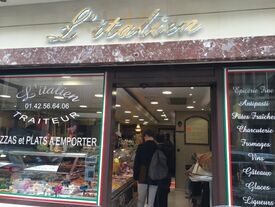 L'italien
L'italien
01.42.56.64.06
TRAITEUR
ZZAS et PLATS A EMPORTER
Epicerie Fine
Antipasti
Pâtes Fraîches
Charcuterie
Fromages
Vins
Gâteaux
Glaces
Liqueurs